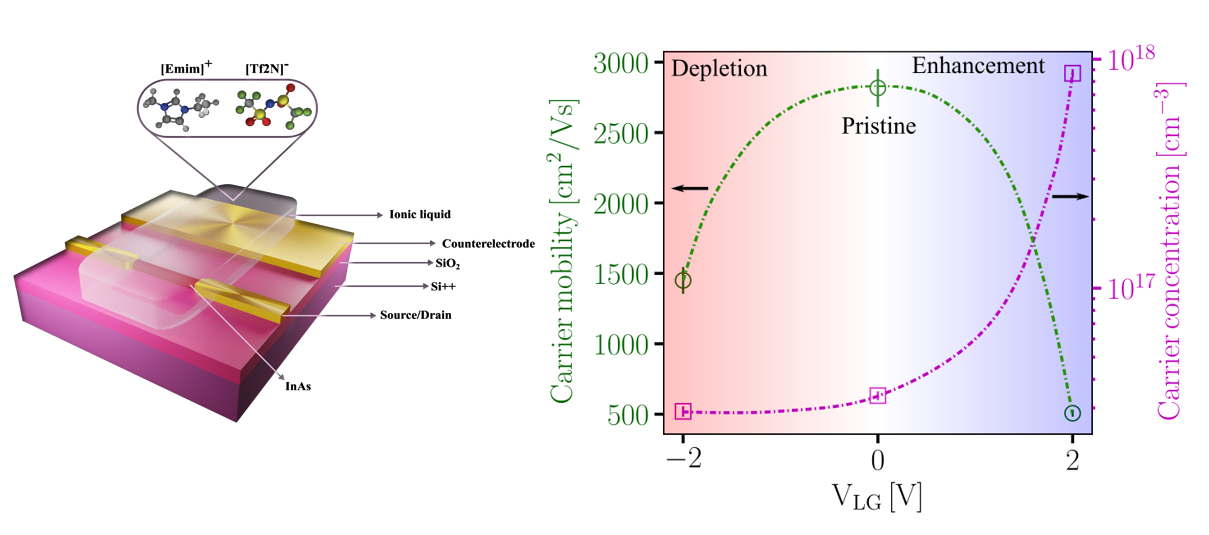 [Emim]⁺ [Tf2N]⁻
Ionic liquid
Counterelectrode
SiO₂
Si++
Source/Drain
InAs
Depletion
Enhancement
Pristine
3000
2500
2000
1500
1000
500
Carrier mobility [cm²/Vs]
10¹⁸
10¹⁷
Carrier concentration [cm⁻³]
−2 0 2
V_LG [V]